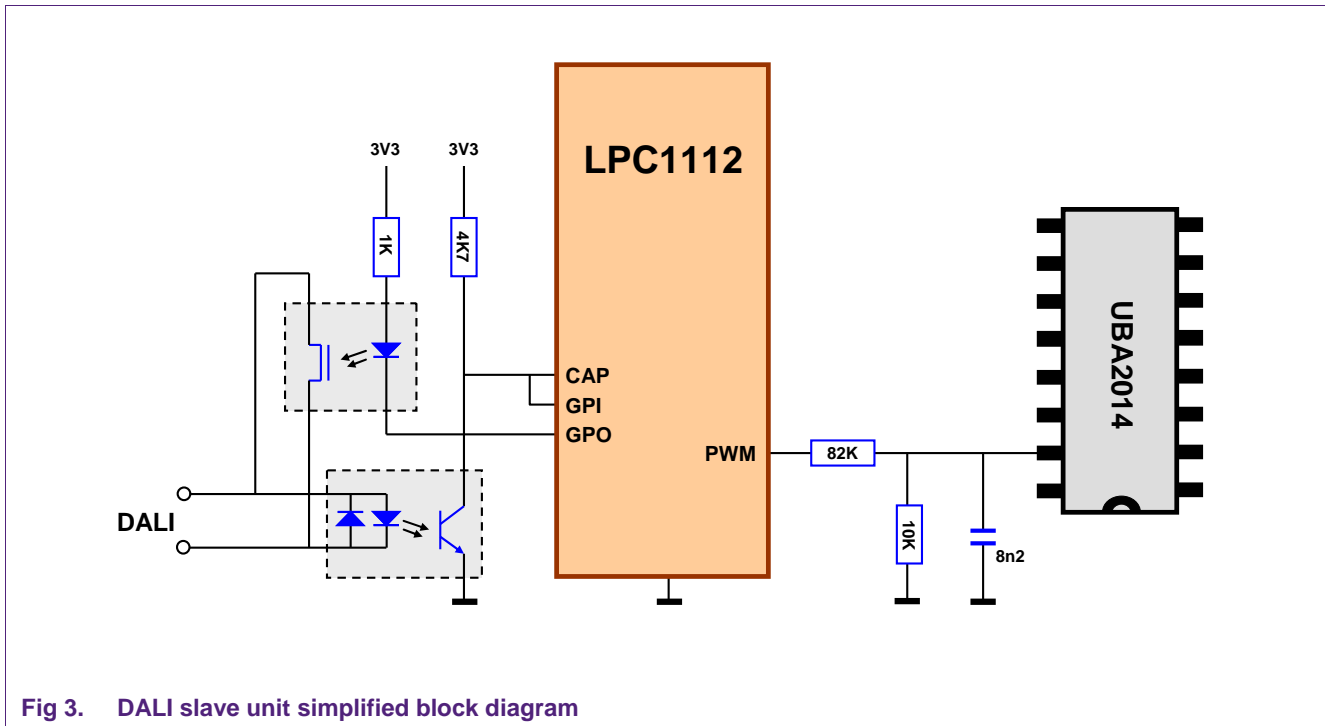 3V3
3V3
LPC1112
1K
4K7
UBA2014
CAP
GPI
GPO
PWM
82K
DALI
10K
8n2
Fig 3. DALI slave unit simplified block diagram